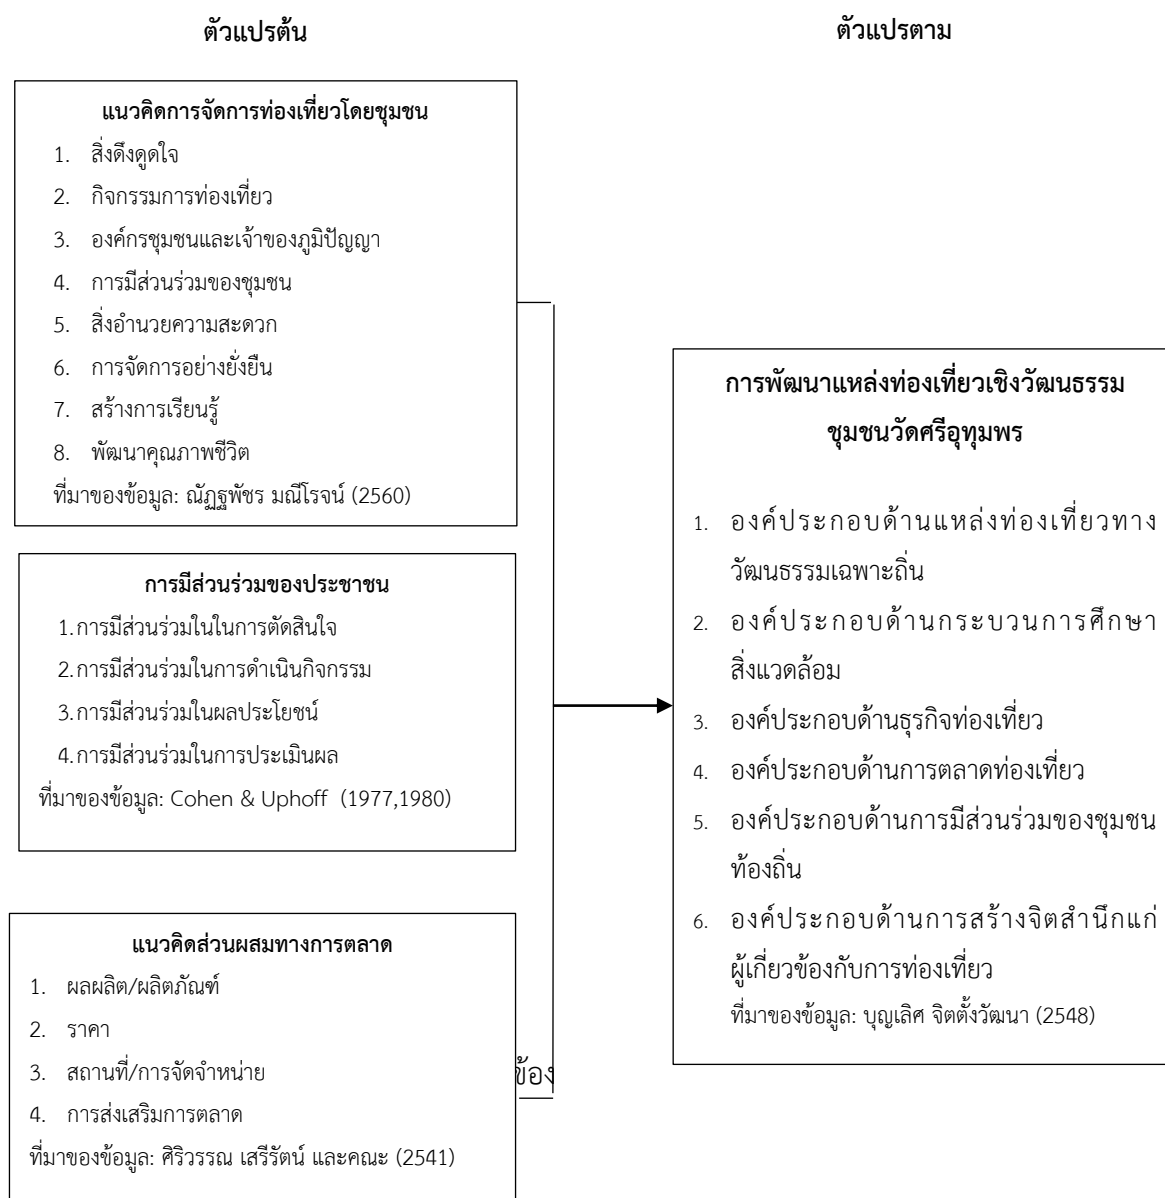 ตัวแปรต้น
ตัวแปรตาม
แนวคิดการจัดการท่องเที่ยวโดยชุมชน
1. สิ่งดึงดูดใจ
2. กิจกรรมการท่องเที่ยว
3. องค์กรชุมชนและเจ้าของภูมิปัญญา
4. การมีส่วนร่วมของชุมชน
5. สิ่งอำนวยความสะดวก
6. การจัดการอย่างยั่งยืน
7. สร้างการเรียนรู้
8. พัฒนาคุณภาพชีวิต
ที่มาของข้อมูล: ณัฏฐพัชร มณีโรจน์ (2560)
การมีส่วนร่วมของประชาชน
1. การมีส่วนร่วมในในการตัดสินใจ
2. การมีส่วนร่วมในการดำเนินกิจกรรม
3. การมีส่วนร่วมในผลประโยชน์
4. การมีส่วนร่วมในการประเมินผล
ที่มาของข้อมูล: Cohen & Uphoff (1977,1980)
แนวคิดส่วนผสมทางการตลาด
1. ผลผลิต/ผลิตภัณฑ์
2. ราคา
3. สถานที่/การจัดจำหน่าย
4. การส่งเสริมการตลาด
ที่มาของข้อมูล: ศิริวรรณ เสรีรัตน์ และคณะ (2541)
ข้อง
การพัฒนาแหล่งท่องเที่ยวเชิงวัฒนธรรม
ชุมชนวัดศรีอุทุมพร
1. องค์ประกอบด้านแหล่งท่องเที่ยวทาง
วัฒนธรรมเฉพาะถิ่น
2. องค์ประกอบด้านกระบวนการศึกษา
สิ่งแวดล้อม
3. องค์ประกอบด้านธุรกิจท่องเที่ยว
4. องค์ประกอบด้านการตลาดท่องเที่ยว
5. องค์ประกอบด้านการมีส่วนร่วมของชุมชน
ท้องถิ่น
6. องค์ประกอบด้านการสร้างจิตสำนึกแก่
ผู้เกี่ยวข้องกับการท่องเที่ยว
ที่มาของข้อมูล: บุญเลิศ จิตตั้งวัฒนา (2548)